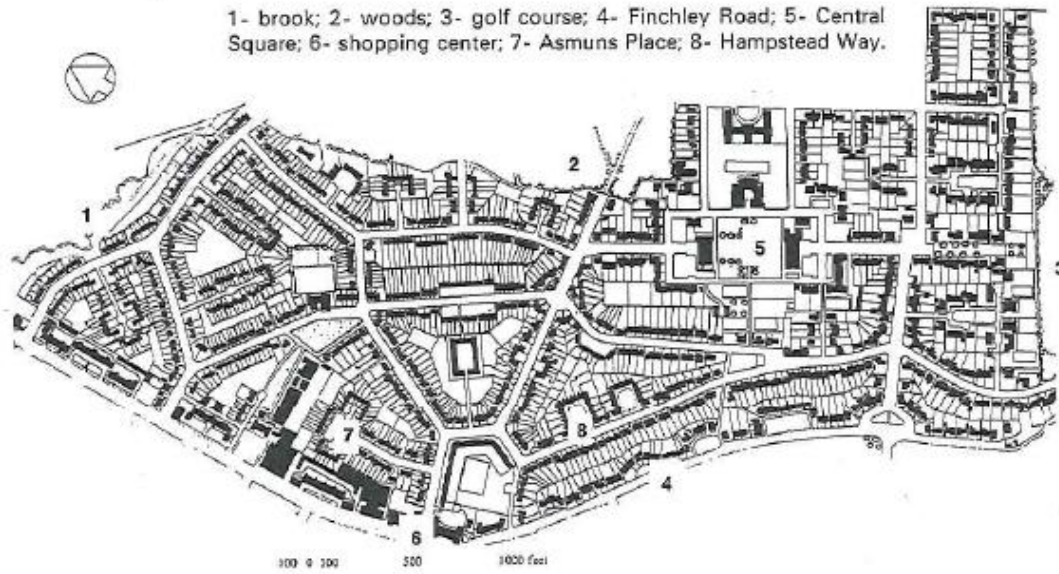 1- brook; 2- woods; 3- golf course; 4- Finchley Road; 5- Central
Square; 6- shopping center; 7- Asmuns Place; 8- Hampstead Way.
2
1
5
3
8
7
4
6
500 1000 feet